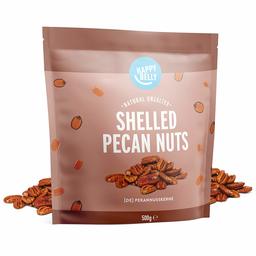 HAPPY
BELLY
NATURAL UNSALTED
SHELLED
PECAN NUTS
[DE] PEKANNUSSKERNE
500g e